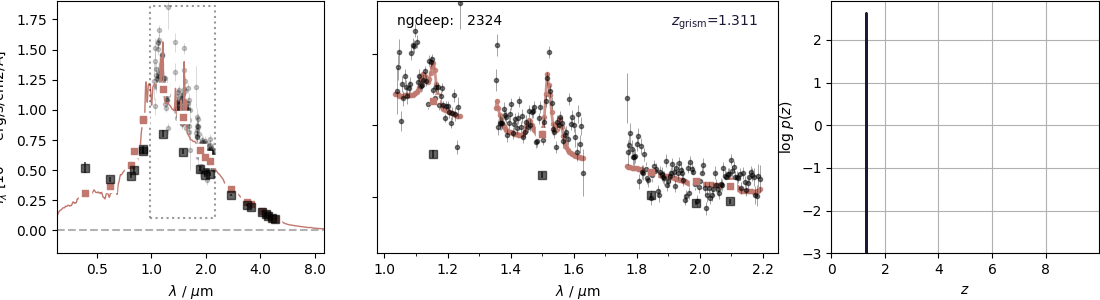 ngdeep: 2324
z_grism=1.311
1.75
1.50
1.25
1.00
0.75
0.50
0.25
0.00
0.5 1.0 2.0 4.0 8.0
λ / μm
1.0 1.2 1.4 1.6 1.8 2.0 2.2
λ / μm
log p(z)
2
1
0
−1
−2
−3
0 2 4 6 8
z